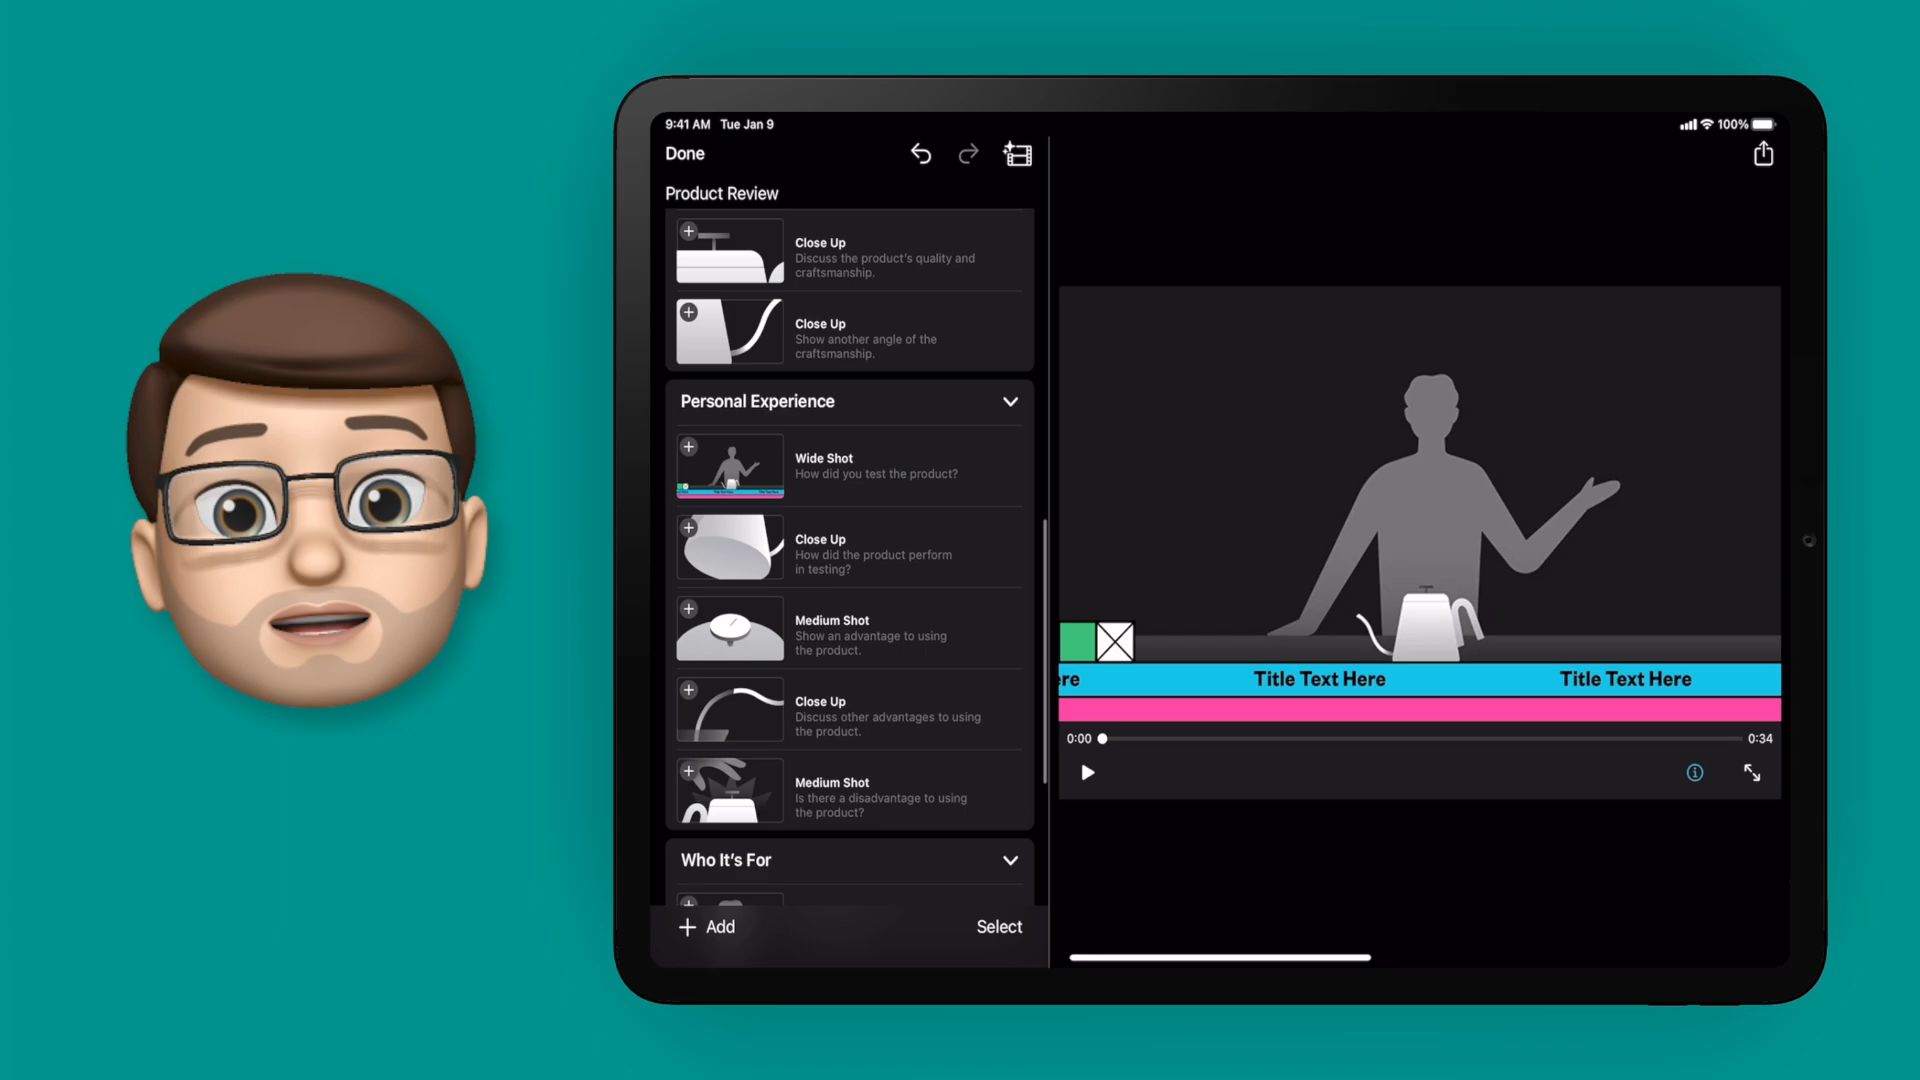 9:41 AM Tue Jan 9
100%
Done
Product Review
Close Up
Discuss the product's quality and
craftsmanship.
Close Up
Show another angle of the
craftsmanship.
Personal Experience
Wide Shot
How did you test the product?
Close Up
How did the product perform
in testing?
Medium Shot
Show an advantage to using
the product.
Close Up
Discuss other advantages to using
the product.
Medium Shot
Is there a disadvantage to using
the product?
Who It's For
Add
Select
ere Title Text Here Title Text Here
0:00
0:34